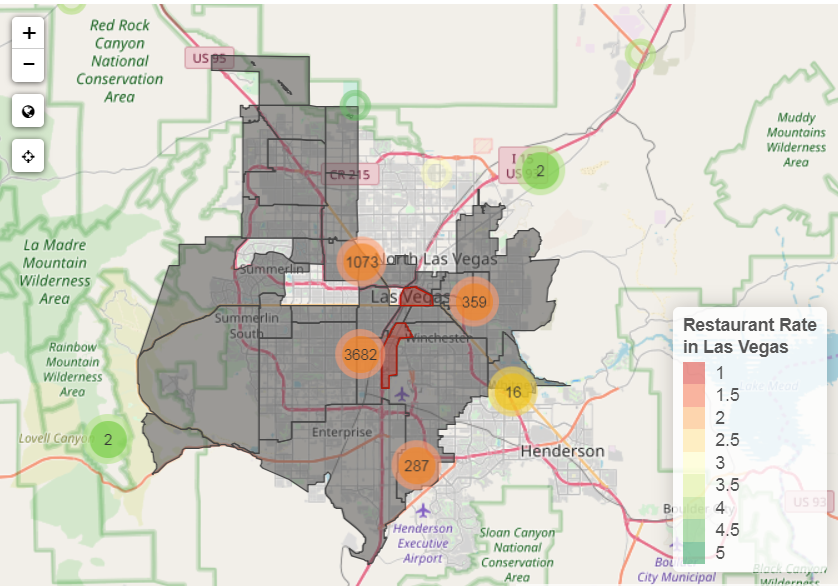 +
−
Red Rock
Canyon
National
Conservation
Area
US 95
Muddy
Mountains
Wilderness
Area
I 15
US 93
2
CR 215
La Madre
Mountain
Wilderness
Area
Summerlin
1073
North Las Vegas
Las Vegas
359
Summerlin
South
3682
Winchester
Rainbow
Mountain
Wilderness
Area
16
2
Lovell Canyon
Enterprise
287
Henderson
Henderson
Executive
Airport
Sloan Canyon
National
Conservation
Area
Restaurant Rate
in Las Vegas
1
1.5
2
2.5
3
3.5
4
4.5
5
Lake Mead
US 93
Boulder City
Boulder
City Municipal
Black Canyon
Wilderness